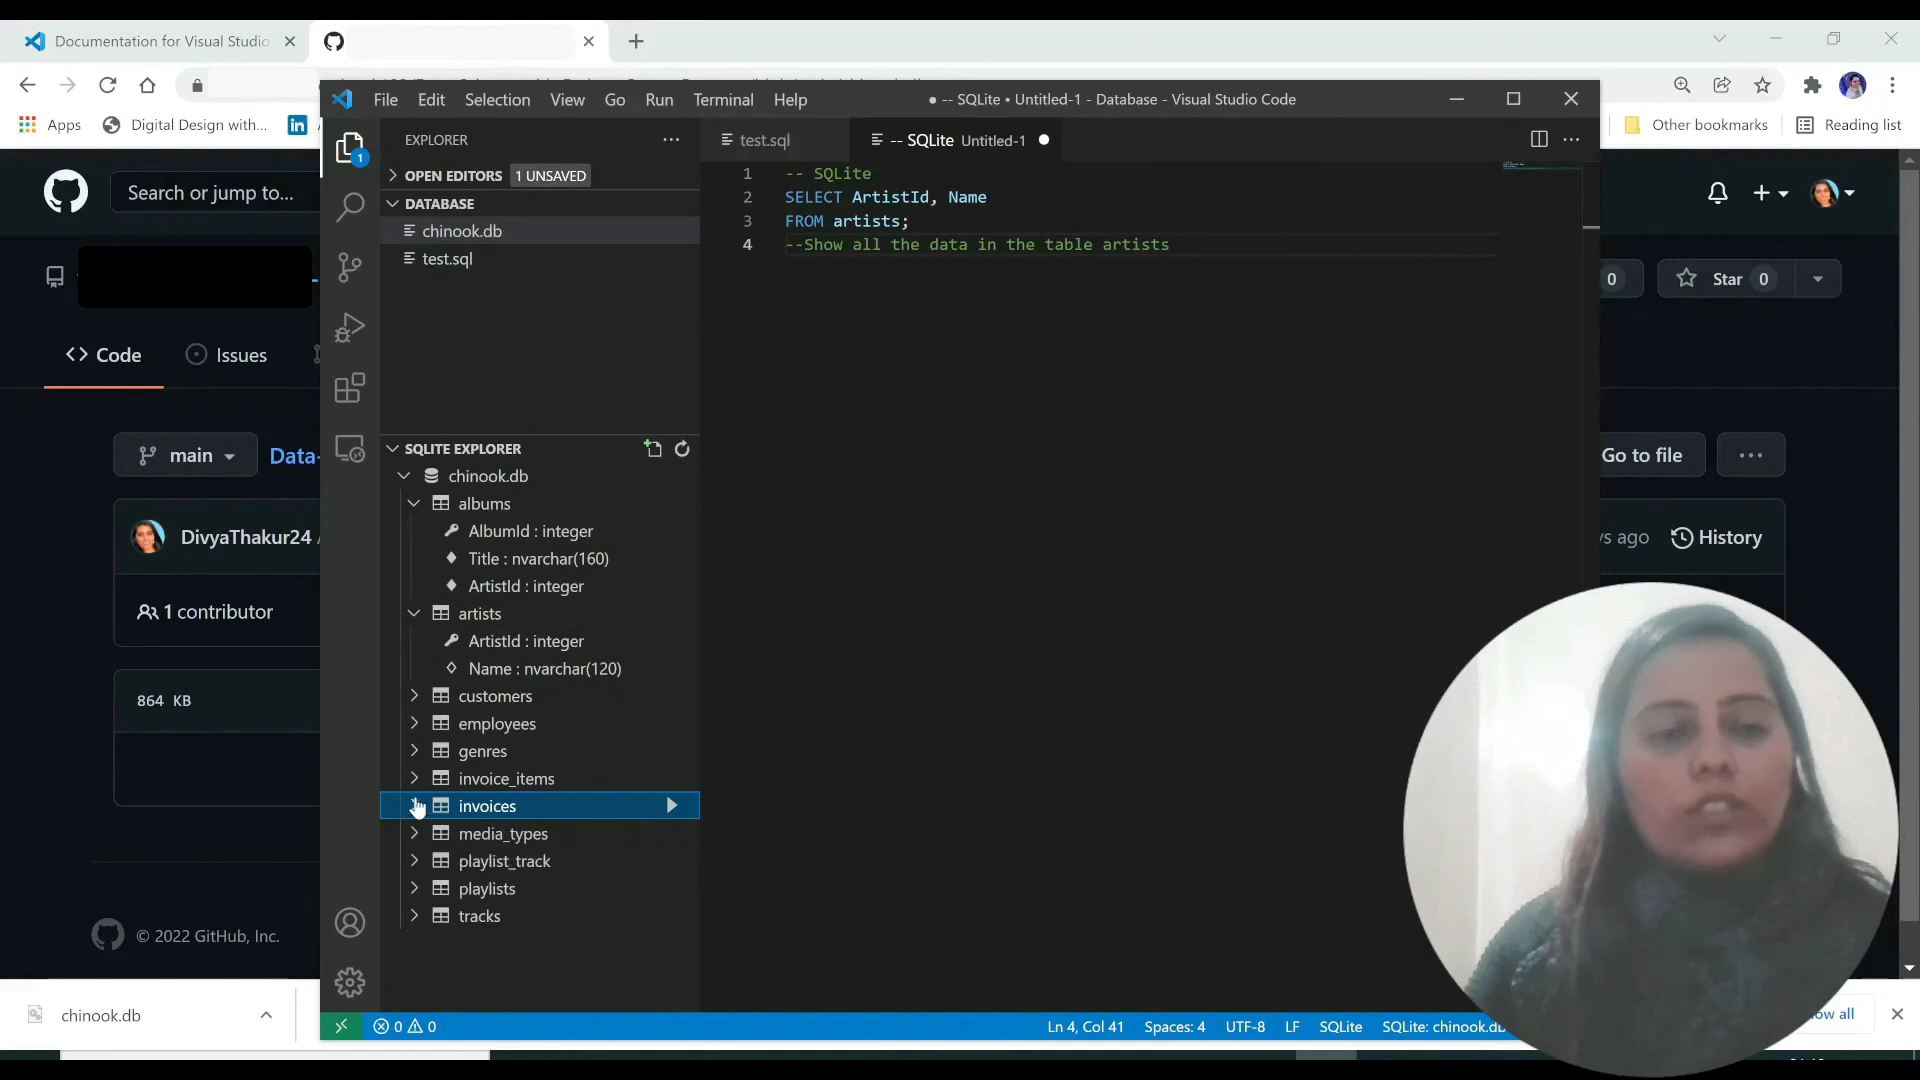 Documentation for Visual Studio
Apps
Digital Design with...
Other bookmarks
Reading list
File Edit Selection View Go Run Terminal Help
● -- SQLite • Untitled-1 - Database - Visual Studio Code
EXPLORER
test.sql
-- SQLite Untitled-1
OPEN EDITORS
1 UNSAVED
DATABASE
chinook.db
test.sql
1 -- SQLite
2 SELECT ArtistId, Name
3 FROM artists;
4 --Show all the data in the table artists
SQLITE EXPLORER
chinook.db
albums
AlbumId : integer
Title : nvarchar(160)
ArtistId : integer
artists
ArtistId : integer
Name : nvarchar(120)
customers
employees
genres
invoice_items
invoices
media_types
playlist_track
playlists
tracks
1
0 0
Ln 4, Col 41
Spaces: 4
UTF-8
LF
SQLite
SQLite: chinook.db
Search or jump to...
0
Star 0
Code
Issues
main
Data-
Go to file
DivyaThakur24
ago
History
1 contributor
864 KB
© 2022 GitHub, Inc.
chinook.db
all